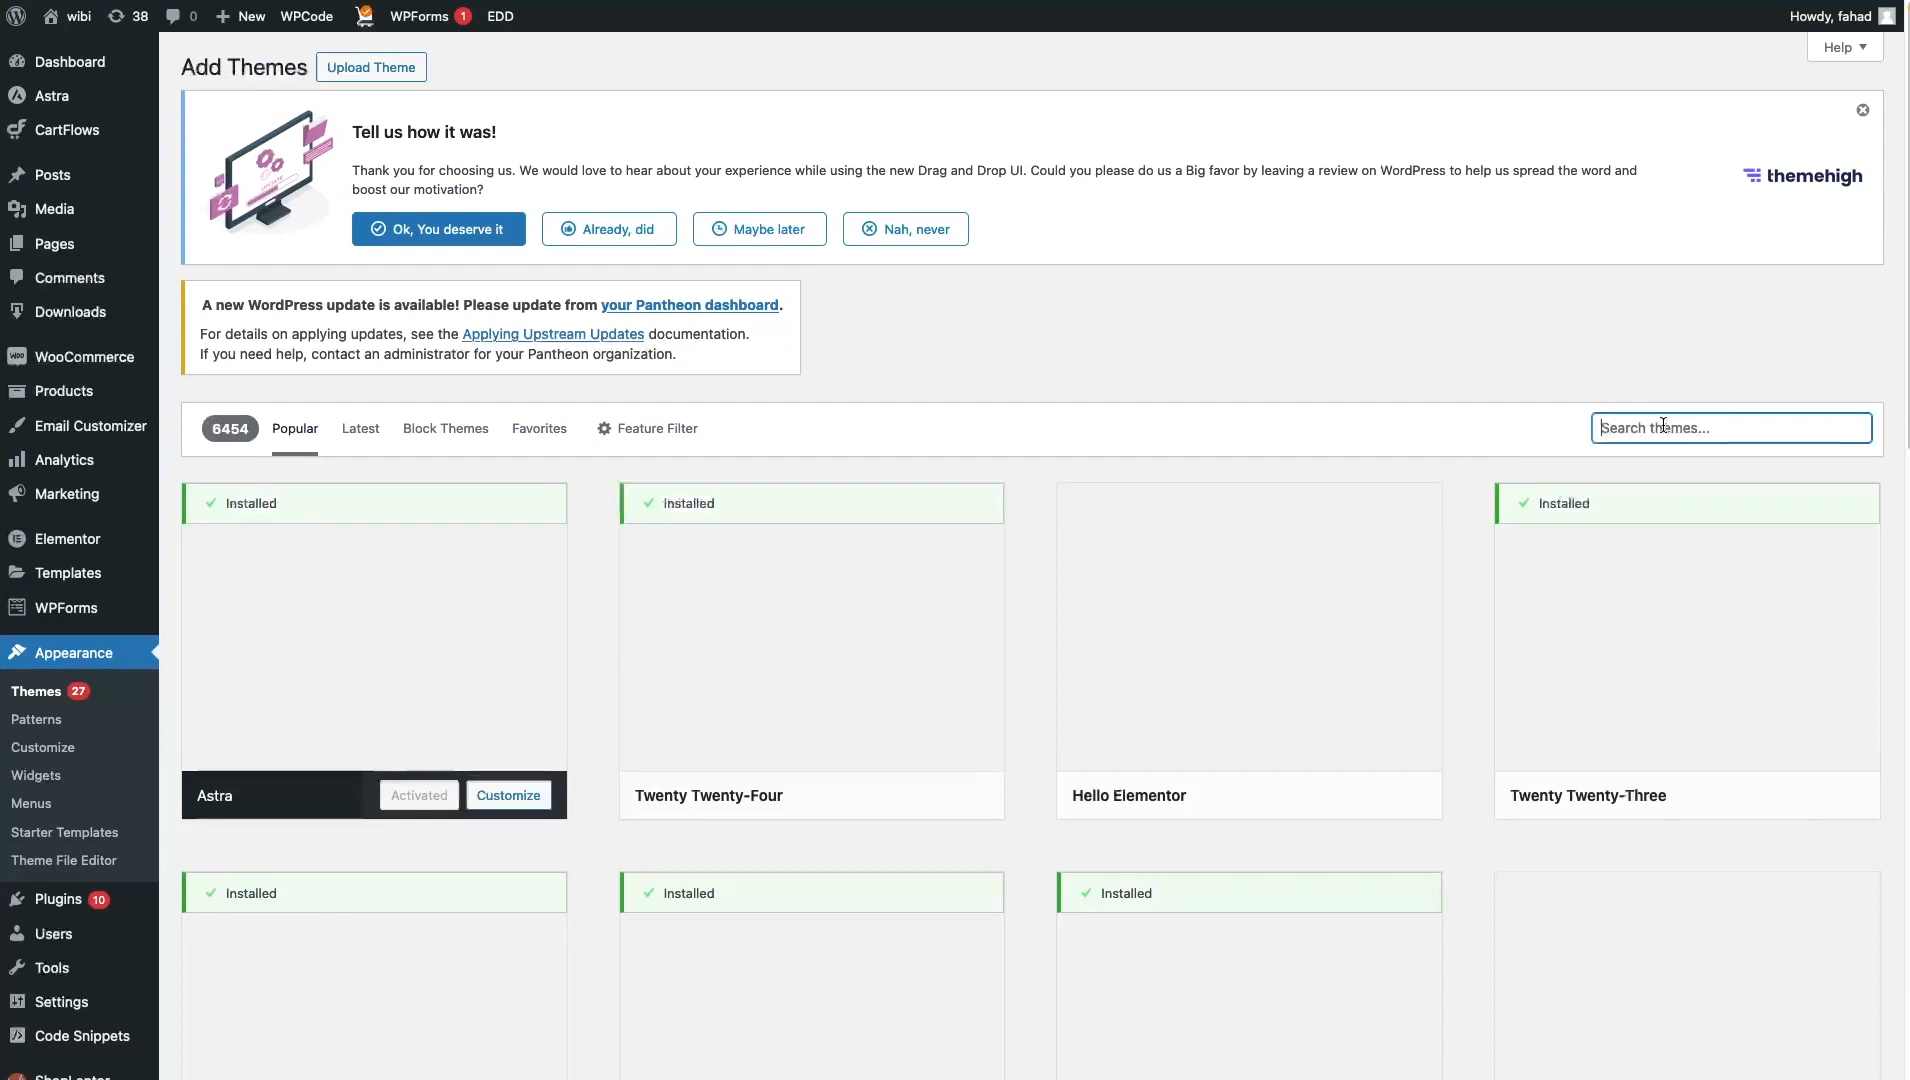 wibi 38 0 New WPCode WPForms 1 EDD Howdy, fahad
Help
Dashboard
Astra
CartFlows
Posts
Media
Pages
Comments
Downloads
WooCommerce
Products
Email Customizer
Analytics
Marketing
Elementor
Templates
WPForms
Appearance
Themes 27
Patterns
Customize
Widgets
Menus
Starter Templates
Theme File Editor
Plugins 10
Users
Tools
Settings
Code Snippets
Add Themes Upload Theme
Tell us how it was!
Thank you for choosing us. We would love to hear about your experience while using the new Drag and Drop UI. Could you please do us a Big favor by leaving a review on WordPress to help us spread the word and
boost our motivation?
Ok, You deserve it Already, did Maybe later Nah, never
themehigh
A new WordPress update is available! Please update from your Pantheon dashboard.
For details on applying updates, see the Applying Upstream Updates documentation.
If you need help, contact an administrator for your Pantheon organization.
6454 Popular Latest Block Themes Favorites Feature Filter Search themes...
Installed Installed Installed
Astra Activated Customize Twenty Twenty-Four Hello Elementor Twenty Twenty-Three
Installed Installed Installed